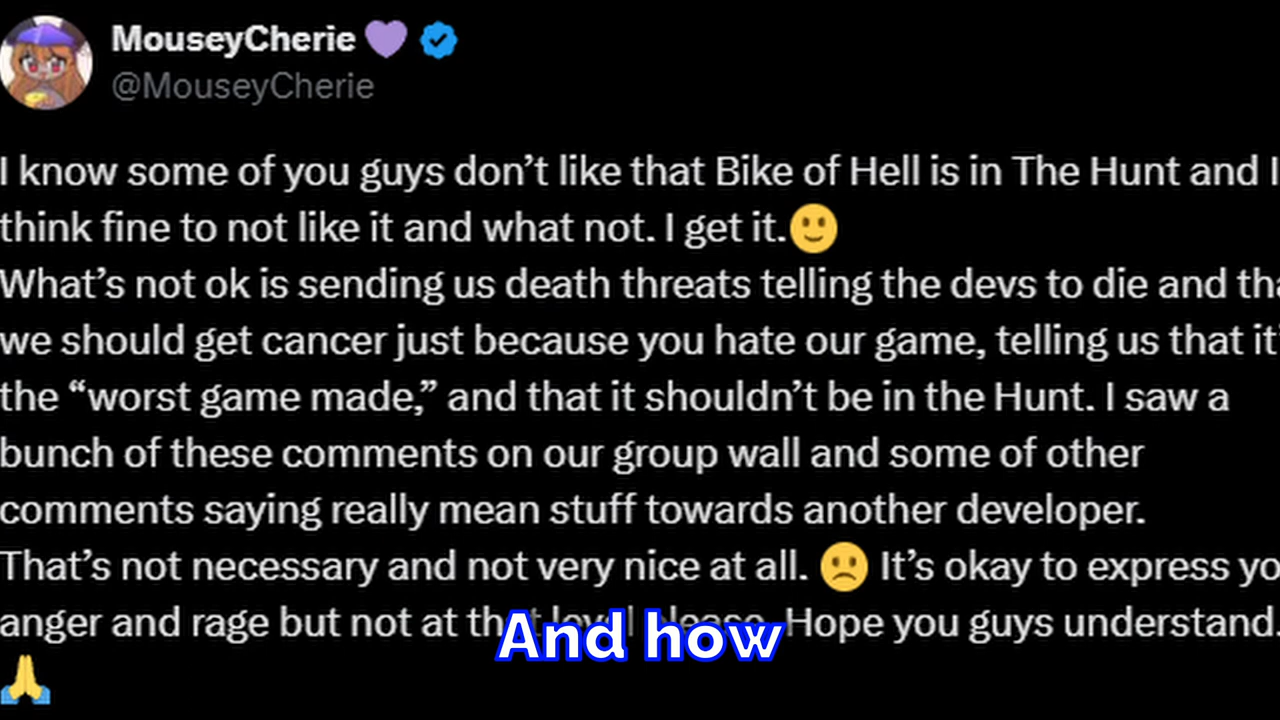 MouseyCherie💜
@MouseyCherie
I know some of you guys don’t like that Bike of Hell is in The Hunt and I
think fine to not like it and what not. I get it.🙂
What’s not ok is sending us death threats telling the devs to die and tha
we should get cancer just because you hate our game, telling us that it
the “worst game made,” and that it shouldn’t be in the Hunt. I saw a
bunch of these comments on our group wall and some of other
comments saying really mean stuff towards another developer.
That’s not necessary and not very nice at all. 🙁 It’s okay to express yo
anger and rage but not at that level please. Hope you guys understand.
And how
🙏